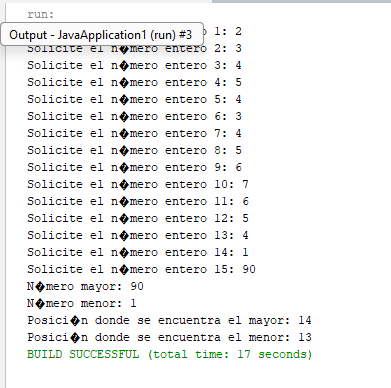 run:
Output - JavaApplication1 (run) #3
o 1: 2
Solicite el n�mero entero 2: 3
Solicite el n�mero entero 3: 4
Solicite el n�mero entero 4: 5
Solicite el n�mero entero 5: 4
Solicite el n�mero entero 6: 3
Solicite el n�mero entero 7: 4
Solicite el n�mero entero 8: 5
Solicite el n�mero entero 9: 6
Solicite el n�mero entero 10: 7
Solicite el n�mero entero 11: 6
Solicite el n�mero entero 12: 5
Solicite el n�mero entero 13: 4
Solicite el n�mero entero 14: 1
Solicite el n�mero entero 15: 90
N�mero mayor: 90
N�mero menor: 1
Posici�n donde se encuentra el mayor: 14
Posici�n donde se encuentra el menor: 13
BUILD SUCCESSFUL (total time: 17 seconds)